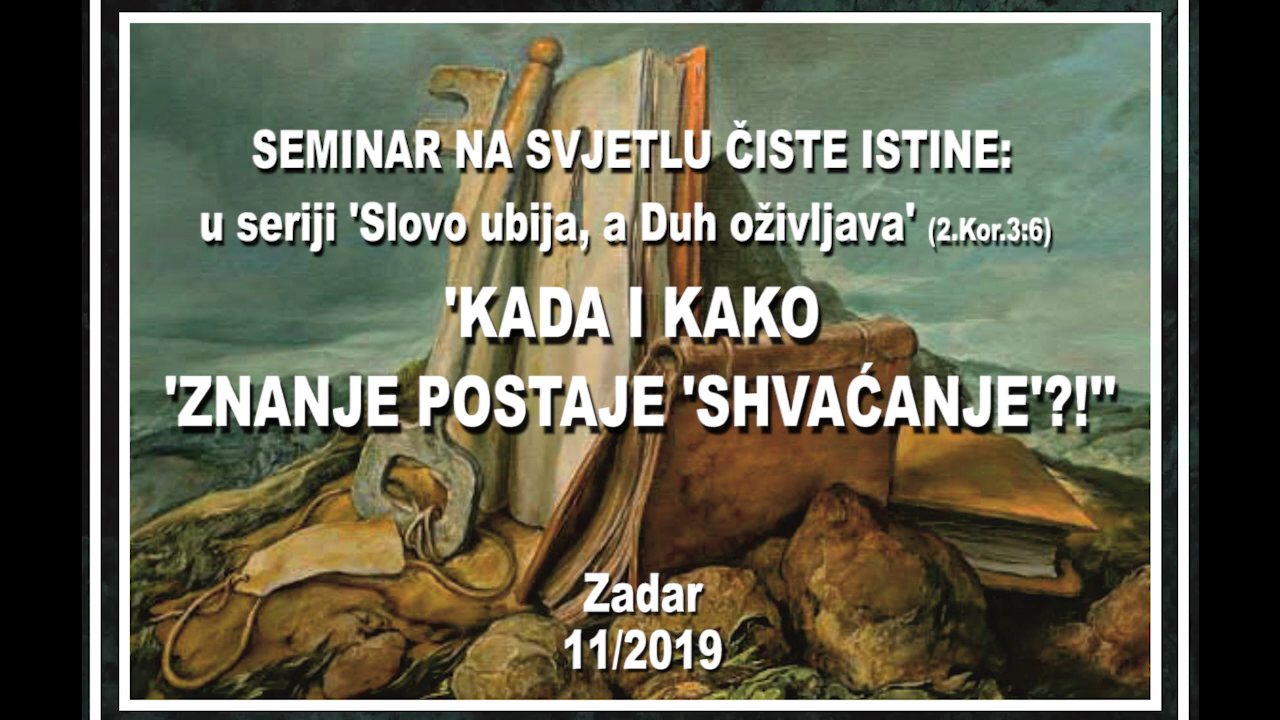 SEMINAR NA SVJETLU ČISTE ISTINE:
u seriji 'Slovo ubija, a Duh oživljava' (2.Kor.3:6)
'KADA I KAKO
'ZNANJE POSTAJE 'SHVAĆANJE'?!"
Zadar
11/2019